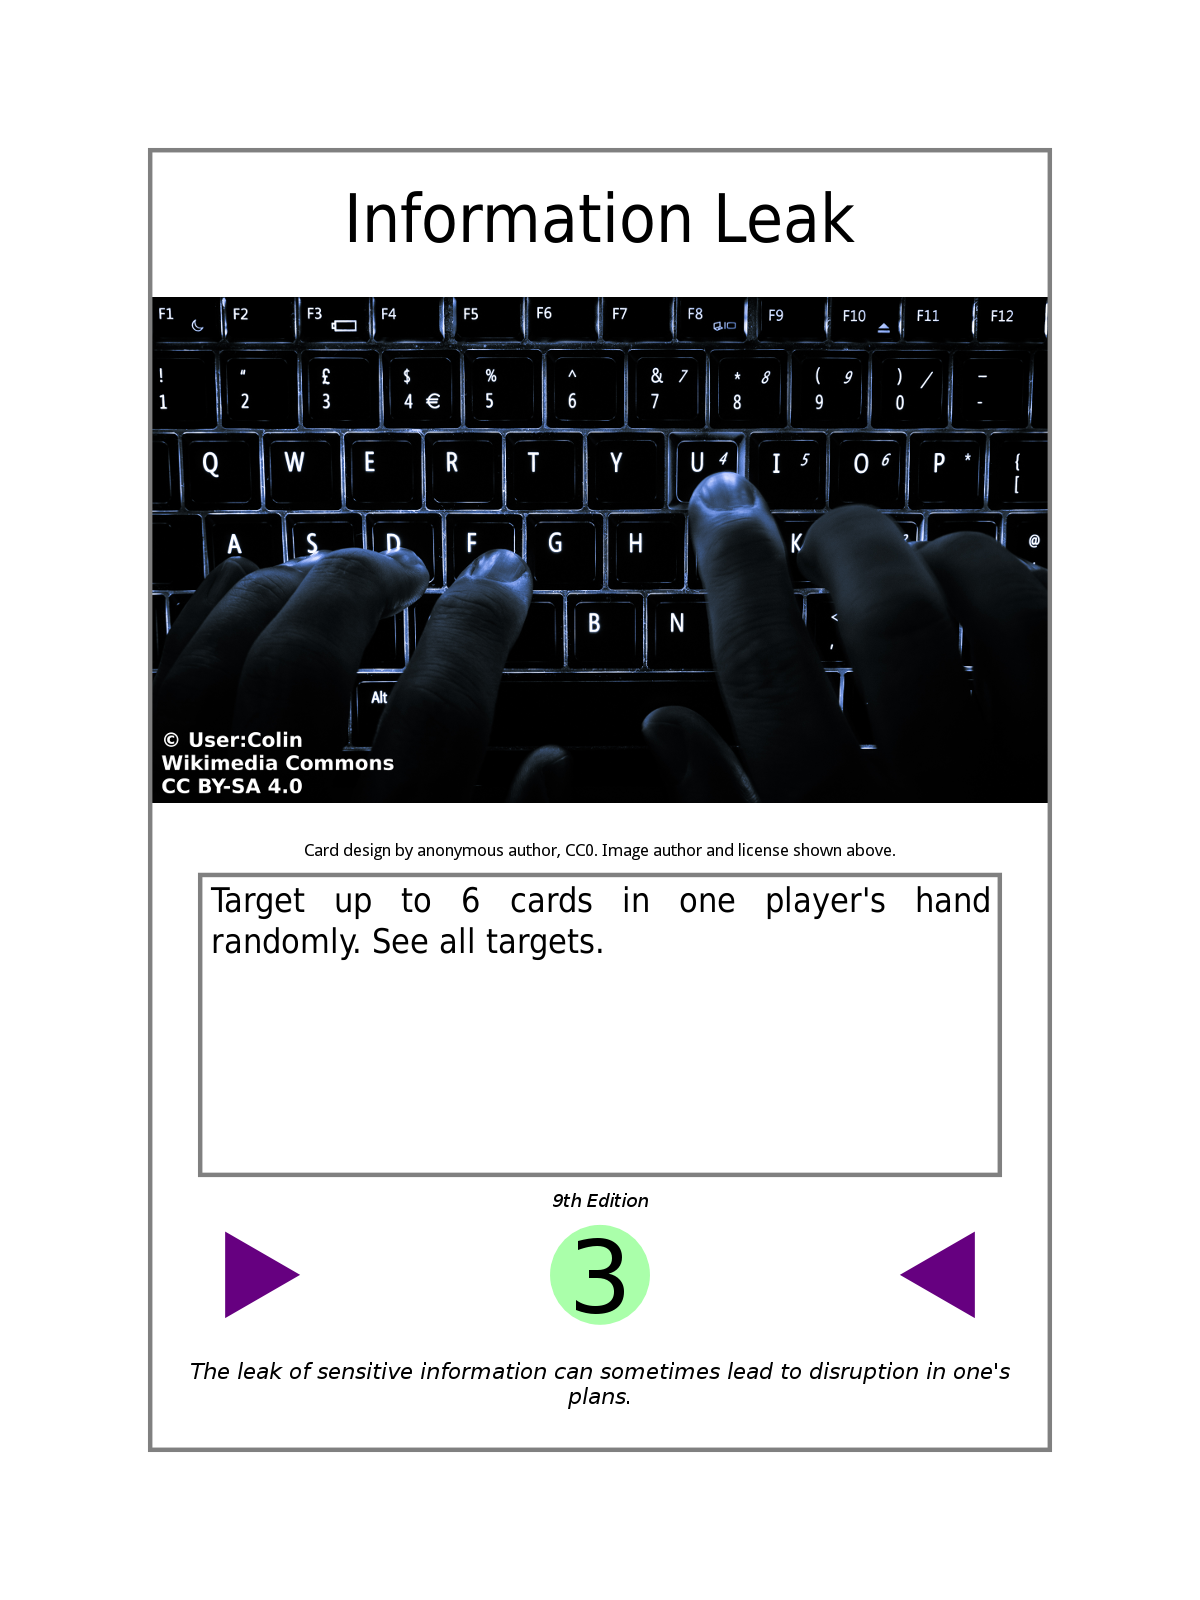 Information Leak
F1 F2 F3 F4 F5 F6 F7 F8 F9 F10 F11 F12
! " £ $ % ^ & 7 * 8 ( 9 ) / _
1 2 3 4 € 5 6 7 8 9 0 -
Q W E R T Y U 4 I 5 O 6 P * {
[
A S D F G H K @
B N <
,
Alt
© User:Colin
Wikimedia Commons
CC BY-SA 4.0
Card design by anonymous author, CC0. Image author and license shown above.
Target up to 6 cards in one player's hand
randomly. See all targets.
9th Edition
3
The leak of sensitive information can sometimes lead to disruption in one's
plans.